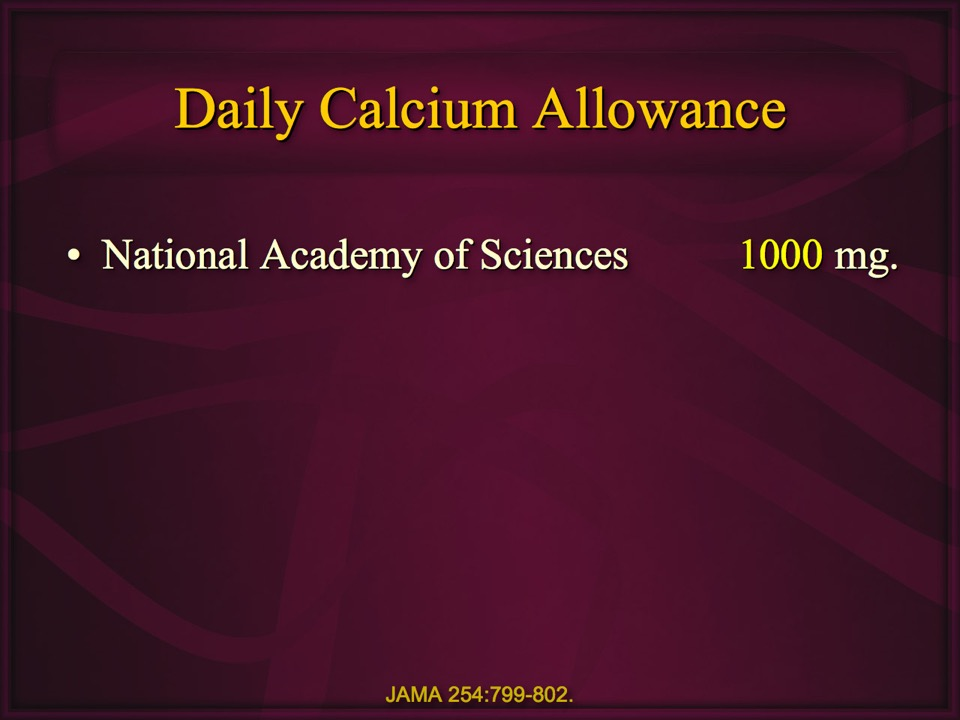 Daily Calcium Allowance
• National Academy of Sciences 1000 mg.
JAMA 254:799-802.